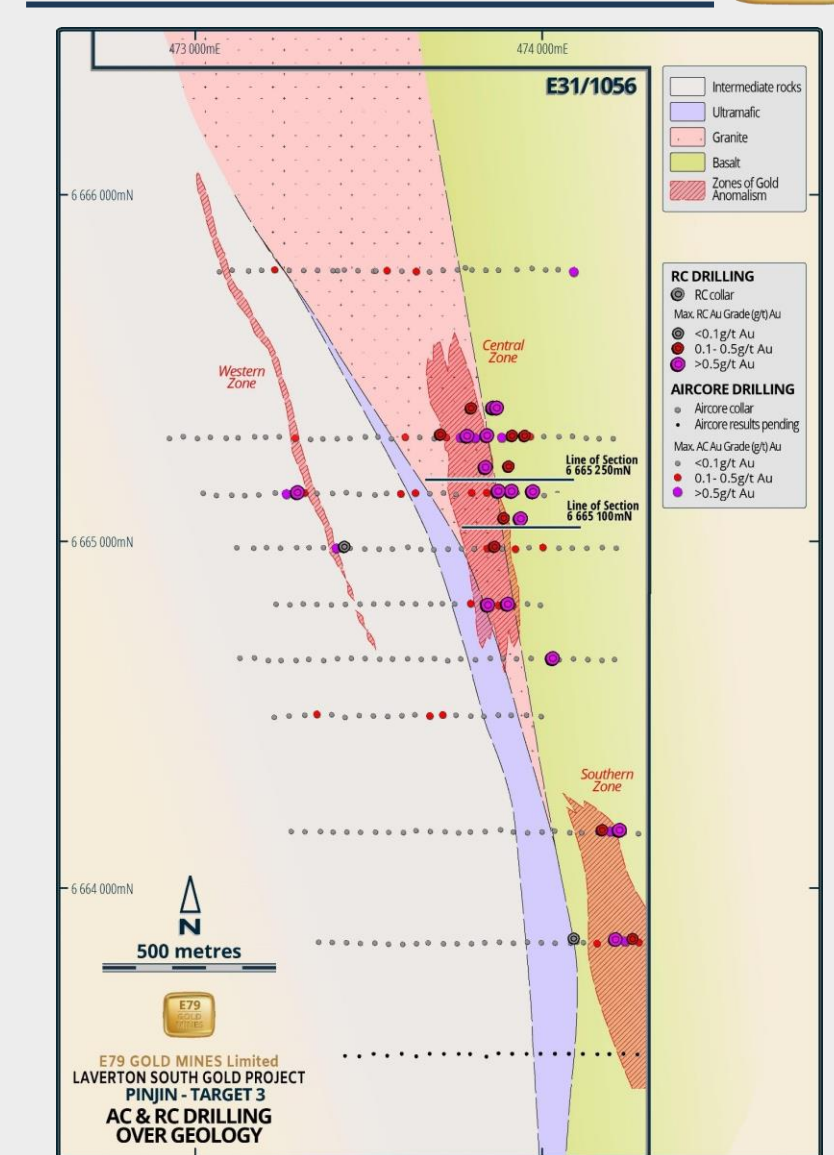 473 000mE
474 000mE
E31/1056
6 666 000mN
Western
Zone
Central
Zone
Line of Section
6 665 250mN
Line of Section
6 665 100mN
6 665 000mN
Southern
Zone
6 664 000mN
N
500 metres
E79
GOLD
MINES
E79 GOLD MINES Limited
LAVERTON SOUTH GOLD PROJECT
PINJIN - TARGET 3
AC & RC DRILLING
OVER GEOLOGY
Intermediate rocks
Ultramafic
Granite
Basalt
Zones of Gold
Anomalism
RC DRILLING
RC collar
Max. RC Au Grade (g/t) Au
<0.1g/t Au
0.1- 0.5g/t Au
>0.5g/t Au
AIRCORE DRILLING
Aircore collar
Aircore results pending
Max. AC Au Grade (g/t) Au
<0.1g/t Au
0.1- 0.5g/t Au
>0.5g/t Au